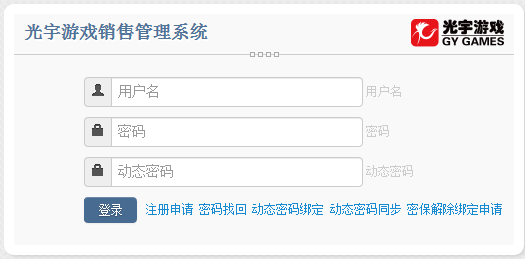 光宇游戏销售管理系统
光宇游戏
GY GAMES
用户名 用户名
密码 密码
动态密码 动态密码
登录 注册申请 密码找回 动态密码绑定 动态密码同步 密保解除绑定申请